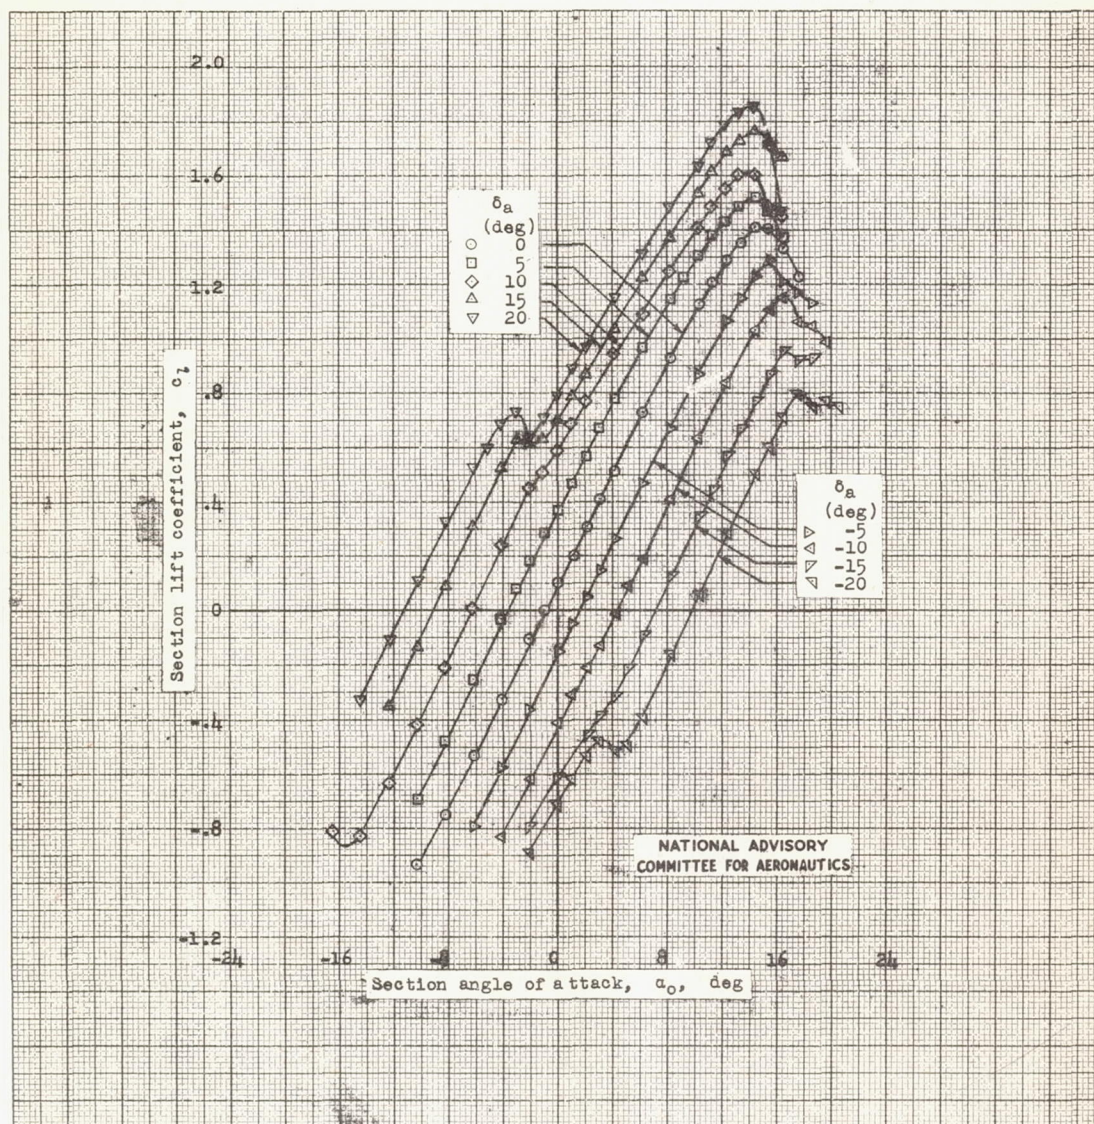 2.0
1.6
1.2
.8
.4
0
-.4
-.8
-1.2
Section lift coefficient, cl
δa
(deg)
0
5
10
15
20
δa
(deg)
-5
-10
-15
-20
NATIONAL ADVISORY
COMMITTEE FOR AERONAUTICS
-24 -16 -8 0 8 16 24
Section angle of attack, αo, deg